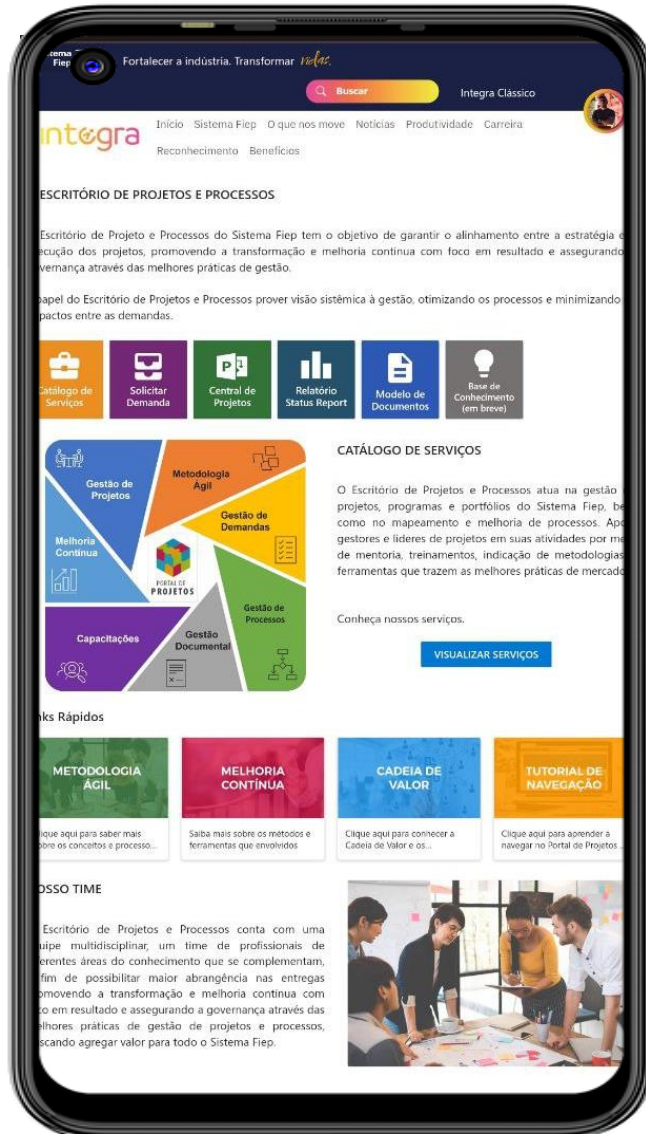 Fiep
Fortalecer a indústria. Transformar vidas.
Buscar
Integra Clássico
integra
Início Sistema Fiep O que nos move Notícias Produtividade Carreira
Reconhecimento Benefícios
ESCRITÓRIO DE PROJETOS E PROCESSOS
Escritório de Projeto e Processos do Sistema Fiep tem o objetivo de garantir o alinhamento entre a estratégia e
ecução dos projetos, promovendo a transformação e melhoria continua com foco em resultado e assegurando
vernança através das melhores práticas de gestão.
papel do Escritório de Projetos e Processos prover visão sistêmica à gestão, otimizando os processos e minimizando
pactos entre as demandas.
Catálogo de
Serviços
Solicitar
Demanda
Central de
Projetos
Relatório
Status Report
Modelo de
Documentos
Base de
Conhecimento
(em breve)
Gestão de
Projetos
Metodologia
Ágil
Gestão de
Demandas
Melhoria
Contínua
PORTAL DE
PROJETOS
Gestão de
Processos
Capacitações
Gestão
Documental
CATÁLOGO DE SERVIÇOS
O Escritório de Projetos e Processos atua na gestão
projetos, programas e portfólios do Sistema Fiep, be
como no mapeamento e melhoria de processos. Apo
gestores e líderes de projetos em suas atividades por me
de mentoria, treinamentos, indicação de metodologias
ferramentas que trazem as melhores práticas de mercado
Conheça nossos serviços.
VISUALIZAR SERVIÇOS
nks Rápidos
METODOLOGIA
ÁGIL
lique aqui para saber mais
obre os conceitos e processo...
MELHORIA
CONTÍNUA
Saiba mais sobre os métodos e
ferramentas que envolvidos
CADEIA DE
VALOR
Clique aqui para conhecer a
Cadeia de Valor e os...
TUTORIAL DE
NAVEGAÇÃO
Clique aqui para aprender a
navegar no Portal de Projetos...
OSSO TIME
Escritório de Projetos e Processos conta com uma
quipe multidisciplinar, um time de profissionais de
ferentes áreas do conhecimento que se complementam,
fim de possibilitar maior abrangência nas entregas
omovendo a transformação e melhoria contínua com
co em resultado e assegurando a governança através das
elhores práticas de gestão de projetos e processos,
scando agregar valor para todo o Sistema Fiep.